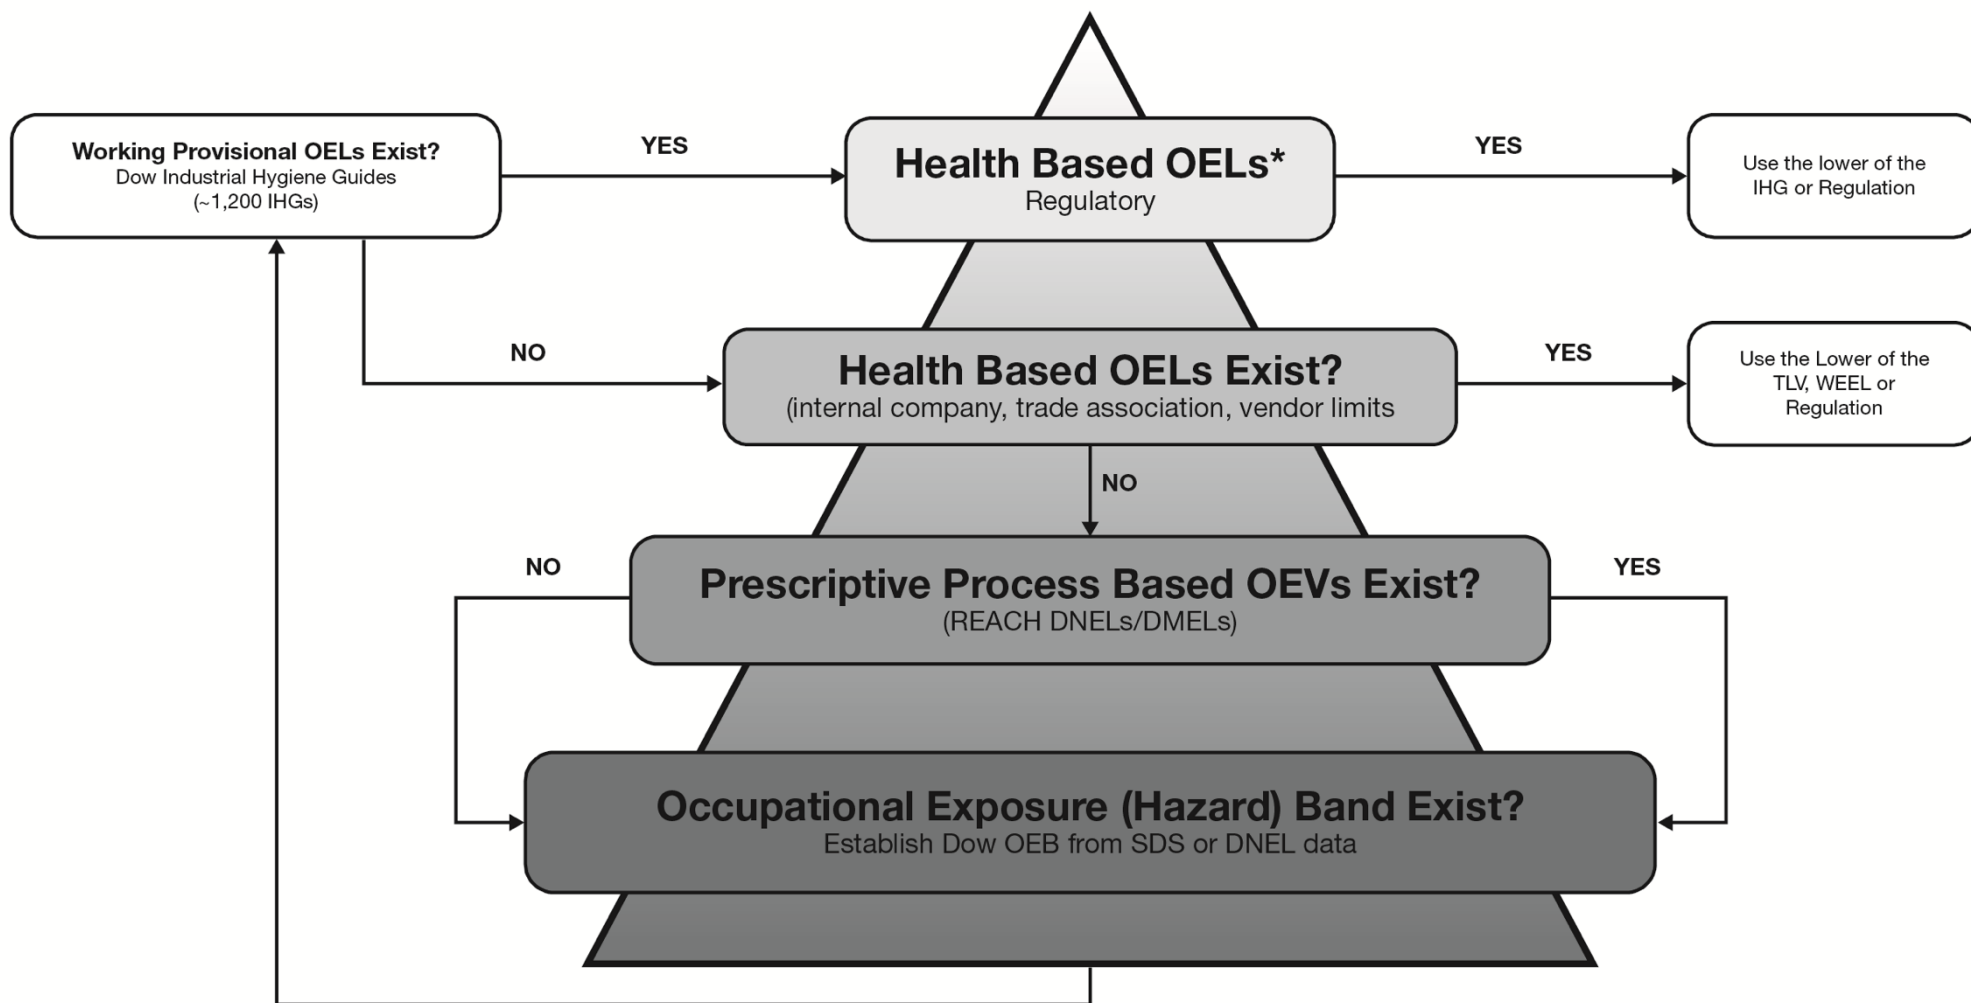 Working Provisional OELs Exist?
Dow Industrial Hygiene Guides
(~1,200 IHGs)
YES
Health Based OELs*
Regulatory
YES
Use the lower of the
IHG or Regulation
NO
Health Based OELs Exist?
(internal company, trade association, vendor limits
YES
Use the Lower of the
TLV, WEEL or
Regulation
NO
NO
Prescriptive Process Based OEVs Exist?
(REACH DNELs/DMELs)
YES
Occupational Exposure (Hazard) Band Exist?
Establish Dow OEB from SDS or DNEL data